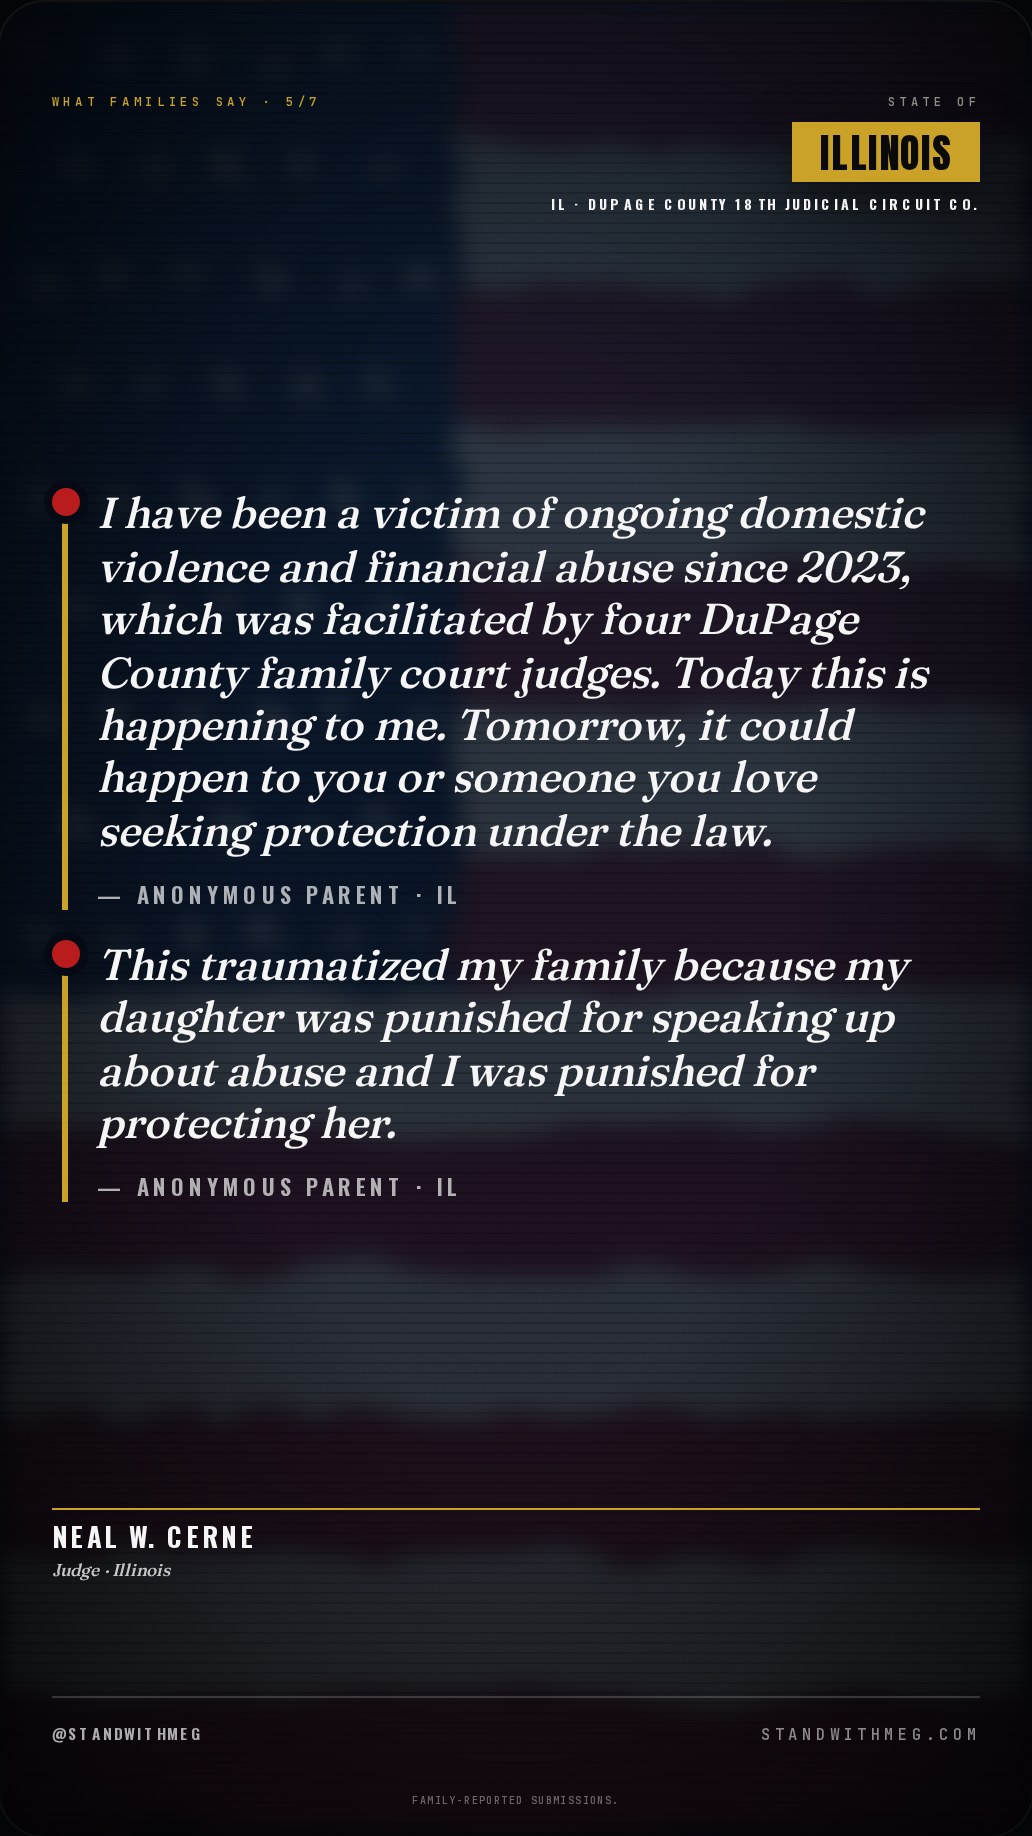 WHAT FAMILIES SAY · 5/7
STATE OF
ILLINOIS
IL · DUPAGE COUNTY 18TH JUDICIAL CIRCUIT CO.
I have been a victim of ongoing domestic
violence and financial abuse since 2023,
which was facilitated by four DuPage
County family court judges. Today this is
happening to me. Tomorrow, it could
happen to you or someone you love
seeking protection under the law.
— ANONYMOUS PARENT · IL
This traumatized my family because my
daughter was punished for speaking up
about abuse and I was punished for
protecting her.
— ANONYMOUS PARENT · IL
NEAL W. CERNE
Judge · Illinois
@STANDWITHMEG
STANDWITHMEG.COM
FAMILY-REPORTED SUBMISSIONS.